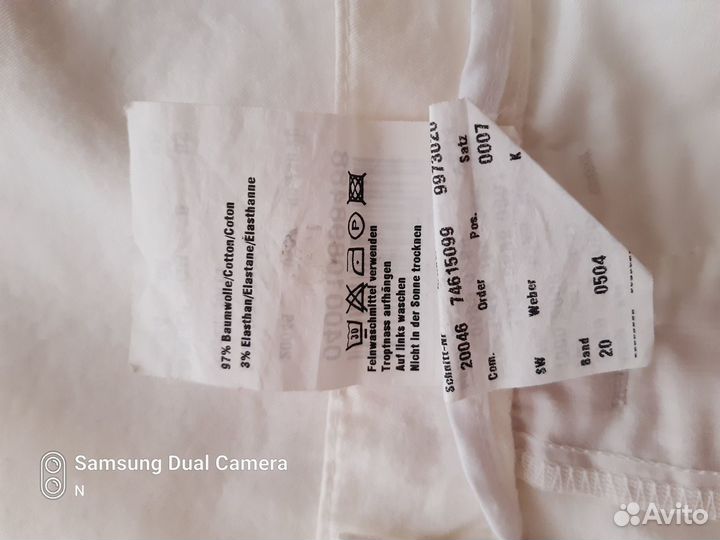 97% Baumwolle/Cotton/Coton
3% Elasthan/Elastane/Elasthanne
30
P
Feinwaschmittel verwenden
Tropfnass aufhängen
Auf links waschen
Nicht in der Sonne trocknen
Schnitt-nr
20046 74615099 9973020
Com. Order Pos. Satz
0007
SW Weber K
Band
20 0504
Samsung Dual Camera
N
Avito